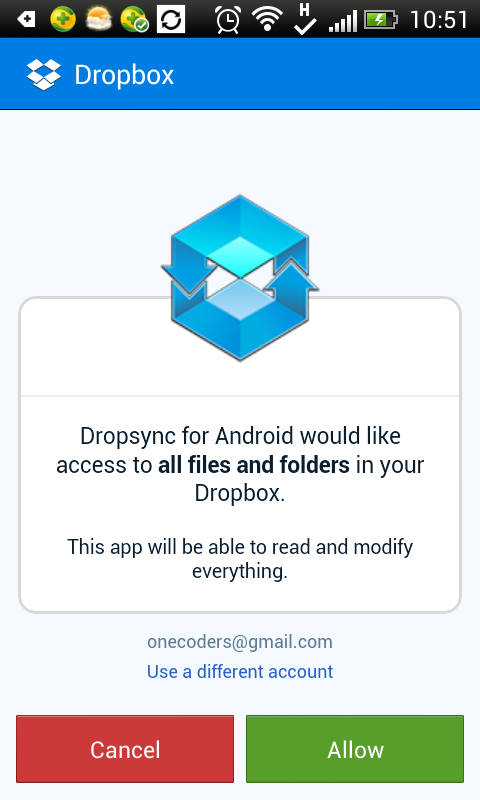 H
10:51
Dropbox
Dropsync for Android would like
access to all files and folders in your
Dropbox.
This app will be able to read and modify
everything.
onecoders@gmail.com
Use a different account
Cancel
Allow